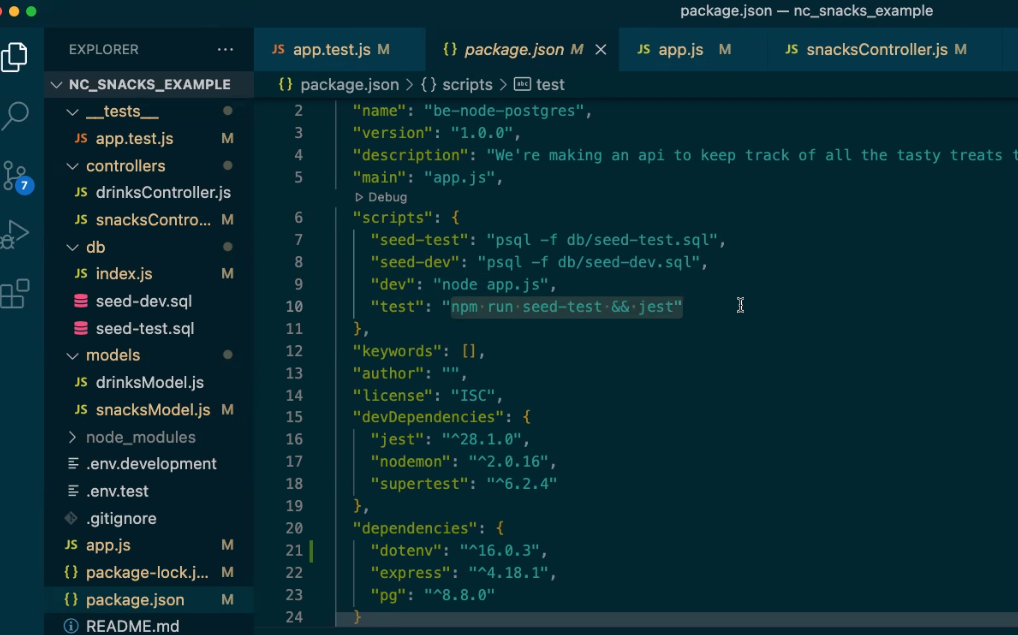 package.json — nc_snacks_example
EXPLORER ...
NC_SNACKS_EXAMPLE
__tests__
JS app.test.js M
controllers
JS drinksController.js
JS snacksContro... M
db
JS index.js M
seed-dev.sql
seed-test.sql
models
JS drinksModel.js
JS snacksModel.js M
node_modules
.env.development
.env.test
.gitignore
JS app.js M
{} package-lock.j... M
{} package.json M
README.md
7
JS app.test.js M
{} package.json M
JS app.js M
JS snacksController.js M
{} package.json > {} scripts > abc test
2 "name": "be-node-postgres",
3 "version": "1.0.0",
4 "description": "We're making an api to keep track of all the tasty treats t
5 "main": "app.js",
Debug
6 "scripts": {
7 "seed-test": "psql -f db/seed-test.sql",
8 "seed-dev": "psql -f db/seed-dev.sql",
9 "dev": "node app.js",
10 "test": "npm run seed-test && jest"
11 },
12 "keywords": [],
13 "author": "",
14 "license": "ISC",
15 "devDependencies": {
16 "jest": "^28.1.0",
17 "nodemon": "^2.0.16",
18 "supertest": "^6.2.4"
19 },
20 "dependencies": {
21 "dotenv": "^16.0.3",
22 "express": "^4.18.1",
23 "pg": "^8.8.0"
24 }